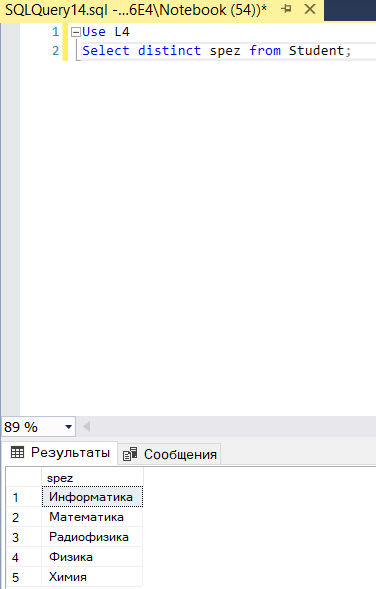 SQLQuery14.sql -...6E4\Notebook (54))*
1 Use L4
2 Select distinct spez from Student;
89 %
Результаты Сообщения
spez
1 Информатика
2 Математика
3 Радиофизика
4 Физика
5 Химия